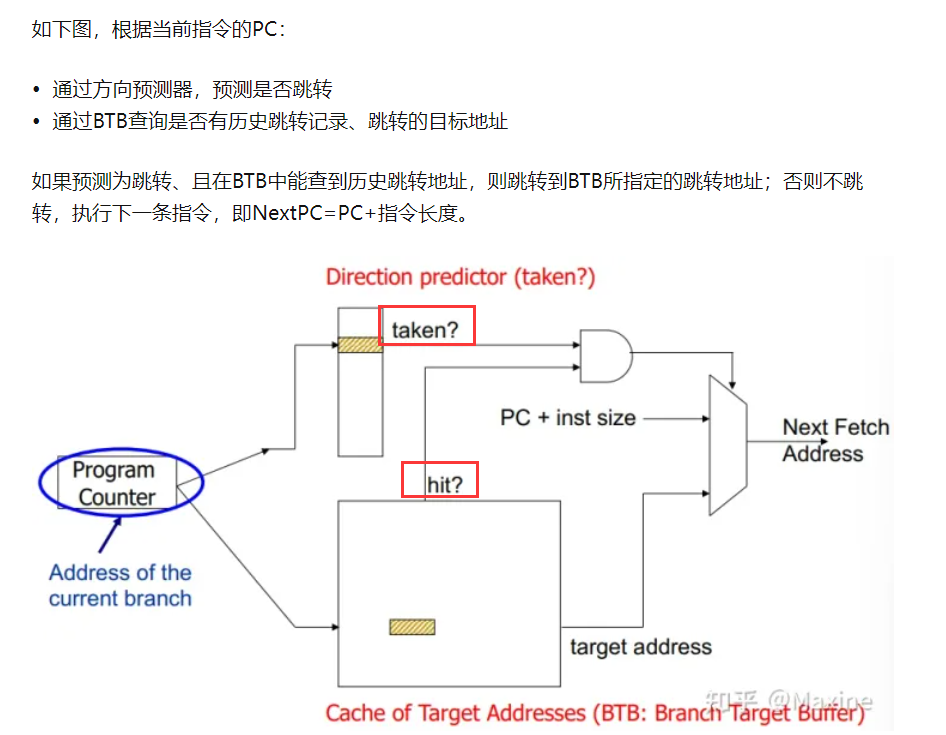 如下图，根据当前指令的PC：
• 通过方向预测器，预测是否跳转
• 通过BTB查询是否有历史跳转记录、跳转的目标地址
如果预测为跳转、且在BTB中能查到历史跳转地址，则跳转到BTB所指定的跳转地址；否则不跳
转，执行下一条指令，即NextPC=PC+指令长度。
Direction predictor (taken?)
taken?
PC + inst size
Next Fetch
Address
Program
Counter
hit?
Address of the
current branch
target address
知乎 @Maxine
Cache of Target Addresses (BTB: Branch Target Buffer)